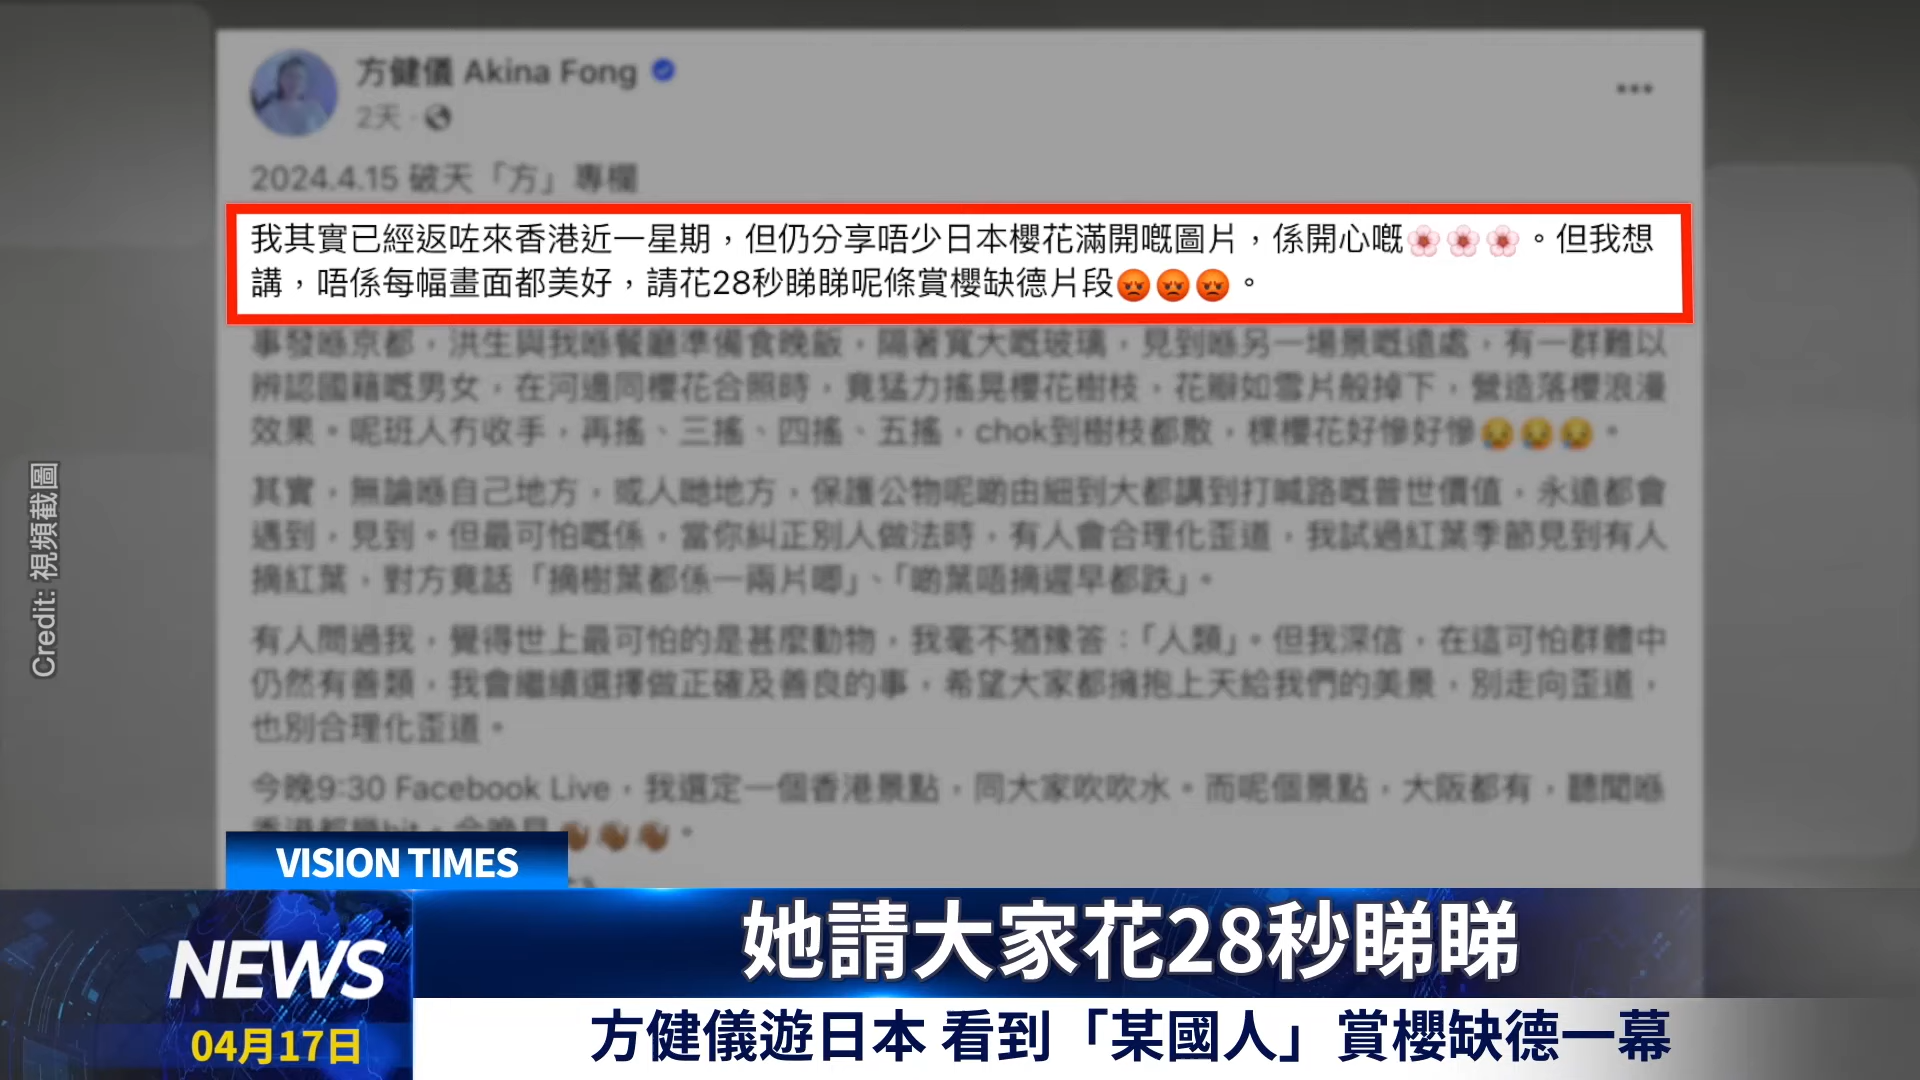 方健儀 Akina Fong
2天
2024.4.15 破天「方」專欄
我其實已經返咗來香港近一星期，但仍分享唔少日本櫻花滿開嘅圖片，係開心嘅🌸🌸🌸。但我想
講，唔係每幅畫面都美好，請花28秒睇睇呢條賞櫻缺德片段😡😡😡。
事發喺京都，洪生與我喺餐廳準備食晚飯，隔著寬大嘅玻璃，見到喺另一場景嘅遠處，有一群難以
辨認國籍嘅男女，在河邊同櫻花合照時，竟猛力搖晃櫻花樹枝，花瓣如雪片般掉下，營造落櫻浪漫
效果。呢班人冇收手，再搖、三搖、四搖、五搖，chok到樹枝都散，棵櫻花好慘好慘😥😥😥。
其實，無論喺自己地方，或人哋地方，保護公物呢啲由細到大都講到打喊路嘅普世價值，永遠都會
遇到，見到。但最可怕嘅係，當你糾正別人做法時，有人會合理化歪道，我試過紅葉季節見到有人
摘紅葉，對方竟話「摘樹葉都係一兩片唧」、「啲葉唔摘遲早都跌」。
有人問過我，覺得世上最可怕的是甚麼動物，我毫不猶豫答：「人類」。但我深信，在這可怕群體中
仍然有善類，我會繼續選擇做正確及善良的事，希望大家都擁抱上天給我們的美景，別走向歪道，
也別合理化歪道。
今晚9:30 Facebook Live，我選定一個香港景點，同大家吹吹水。而呢個景點，大阪都有，聽聞喺
Credit: 視頻截圖
VISION TIMES
NEWS
04月17日
她請大家花28秒睇睇
方健儀遊日本 看到「某國人」賞櫻缺德一幕